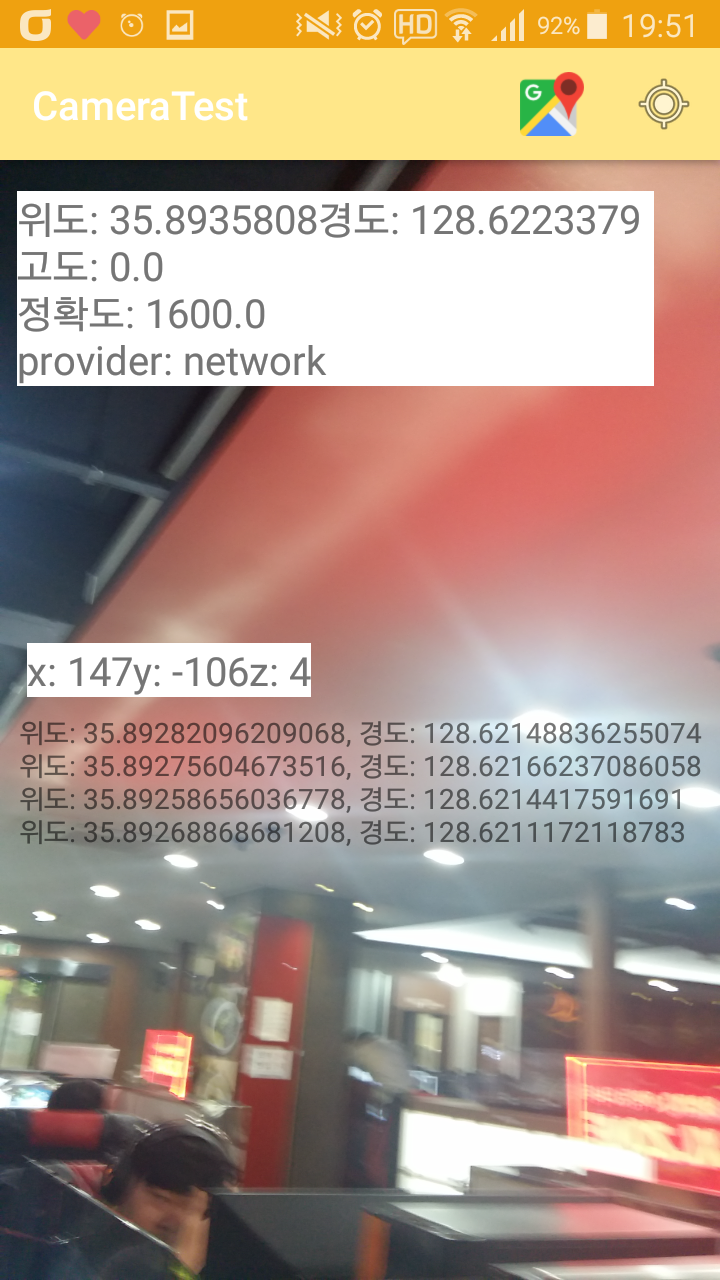 HD 92% 19:51
CameraTest
G
위도: 35.8935808경도: 128.6223379
고도: 0.0
정확도: 1600.0
provider: network
x: 147y: -106z: 4
위도: 35.89282096209068, 경도: 128.62148836255074
위도: 35.89275604673516, 경도: 128.62166237086058
위도: 35.89258656036778, 경도: 128.6214417591691
위도: 35.89268868681208, 경도: 128.6211172118783